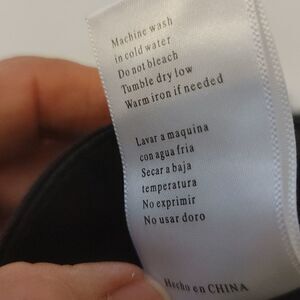 Machine wash
in cold water
Do not bleach
Tumble dry low
Warm iron if needed
Lavar a maquina
con agua fria
Secar a baja
temperatura
No exprimir
No usar doro
Hecho en CHINA